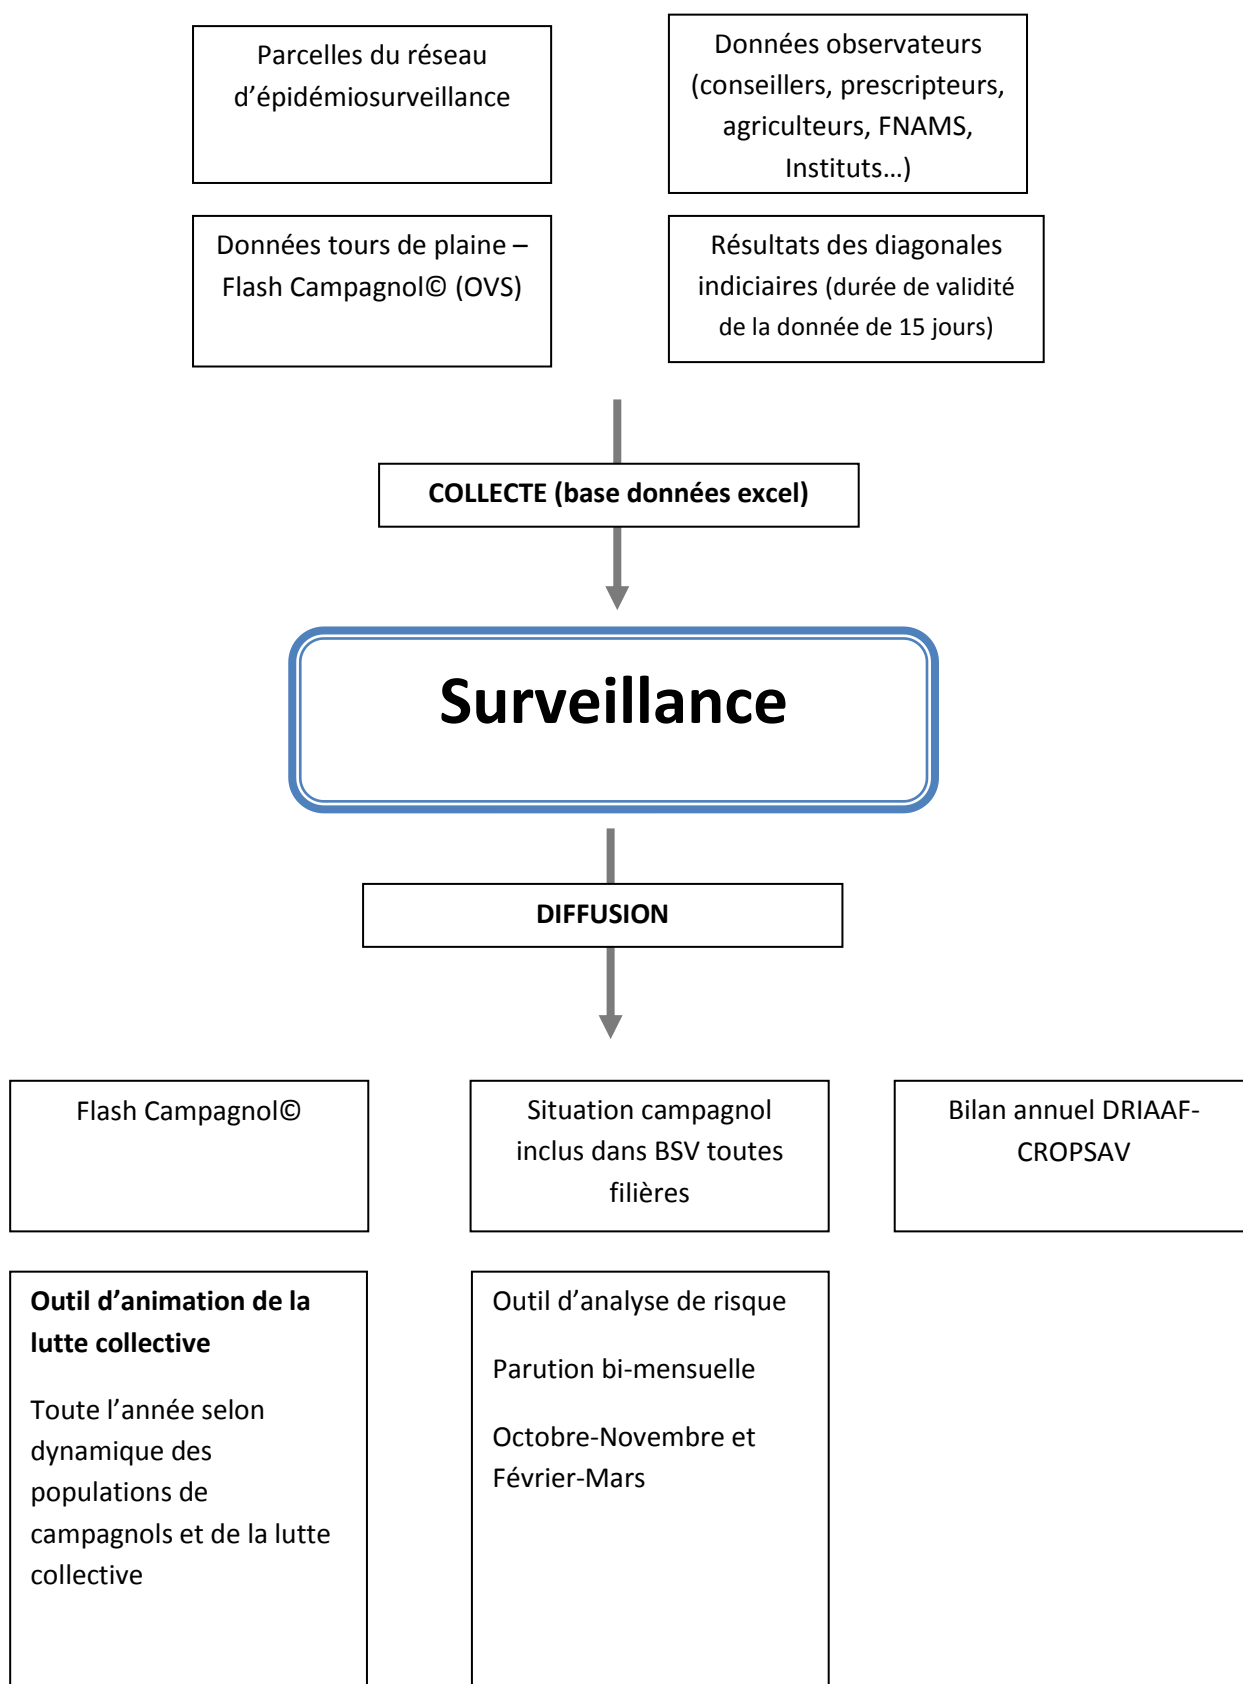 Parcelles du réseau
d’épidémiosurveillance
Données observateurs
(conseillers, prescripteurs,
agriculteurs, FNAMS,
Instituts…)
Données tours de plaine –
Flash Campagnol© (OVS)
Résultats des diagonales
indiciaires (durée de validité
de la donnée de 15 jours)
COLLECTE (base données excel)
Surveillance
DIFFUSION
Flash Campagnol©
Situation campagnol
inclus dans BSV toutes
filières
Bilan annuel DRIAAF-
CROPSAV
Outil d’animation de la
lutte collective
Toute l’année selon
dynamique des
populations de
campagnols et de la lutte
collective
Outil d’analyse de risque
Parution bi-mensuelle
Octobre-Novembre et
Février-Mars